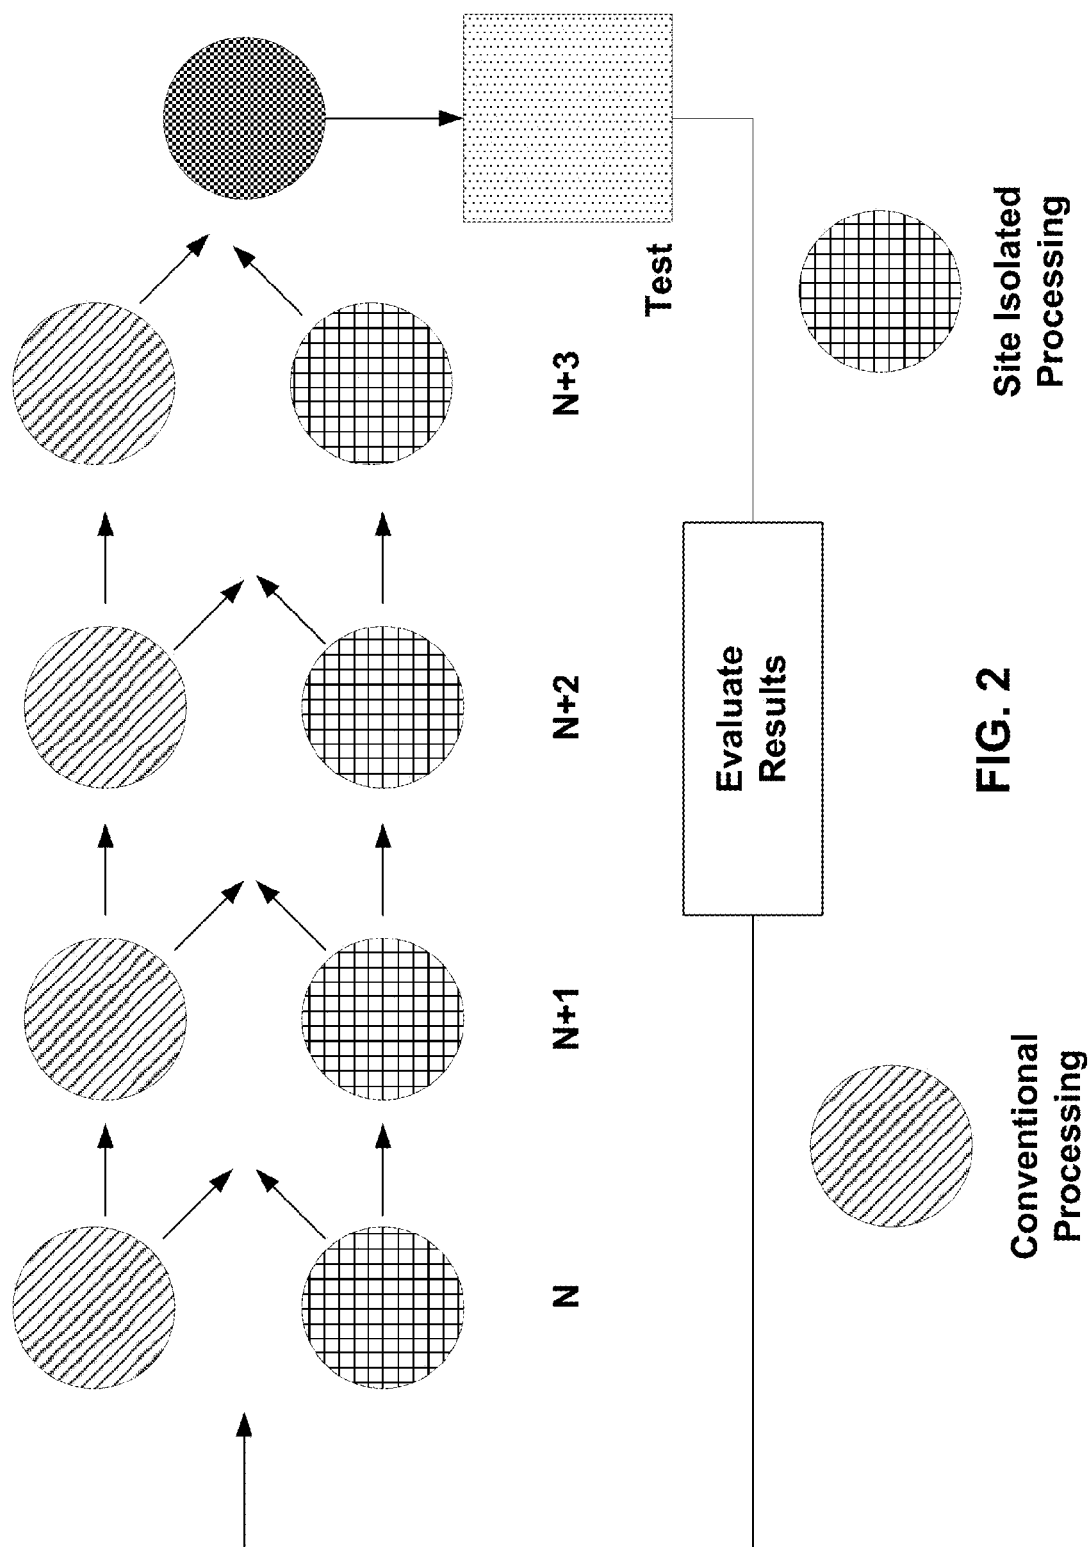 N
N+1
N+2
N+3
Test
Evaluate
Results
Conventional
Processing
Site Isolated
Processing
FIG. 2